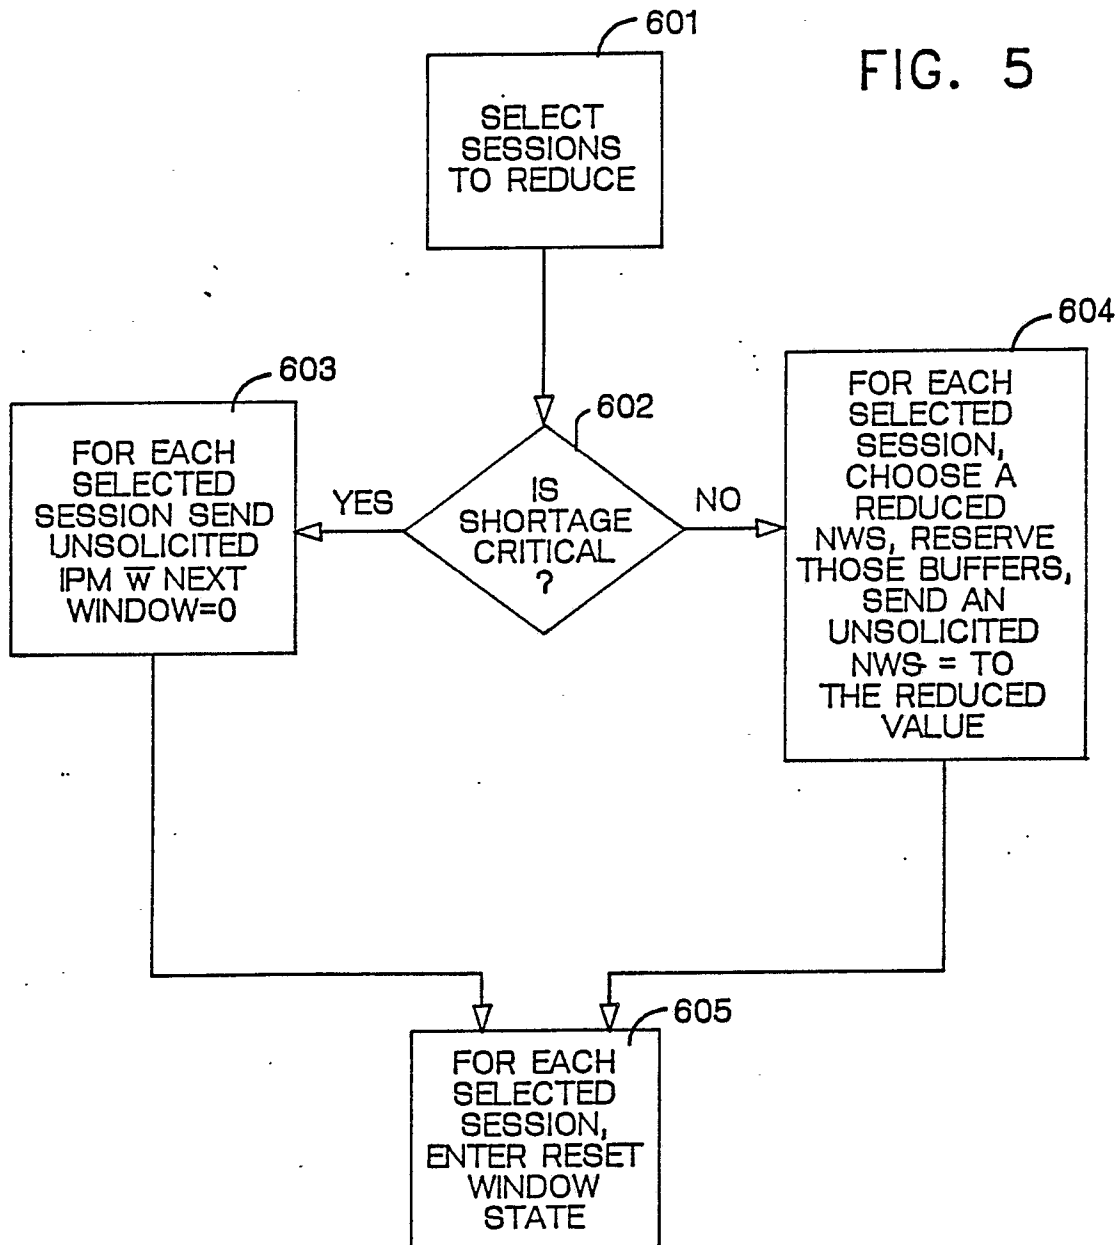 601
FIG. 5
SELECT
SESSIONS
TO REDUCE
604
603
602
FOR EACH
SELECTED
SESSION SEND
UNSOLICITED
IPM w̅ NEXT
WINDOW=0
YES
IS
SHORTAGE
CRITICAL
?
NO
FOR EACH
SELECTED
SESSION,
CHOOSE A
REDUCED
NWS, RESERVE
THOSE BUFFERS,
SEND AN
UNSOLICITED
NWS = TO
THE REDUCED
VALUE
605
FOR EACH
SELECTED
SESSION,
ENTER RESET
WINDOW
STATE